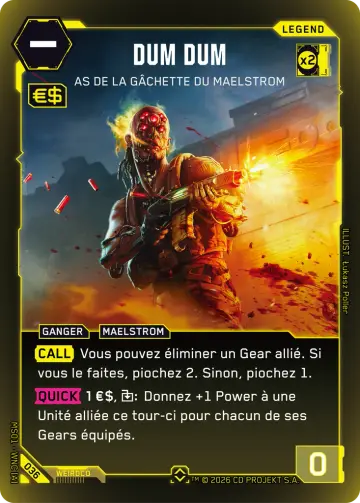 LEGEND
DUM DUM
x2
AS DE LA GÂCHETTE DU MAELSTROM
€$
ILLUST. Łukasz Poller
GANGER MAELSTROM
CALL Vous pouvez éliminer un Gear allié. Si
vous le faites, piochez 2. Sinon, piochez 1.
QUICK 1 €$, : Donnez +1 Power à une
Unité alliée ce tour-ci pour chacun de ses
Gears équipés.
036
WEIRDCO
™ © 2026 CD PROJEKT S.A.
0